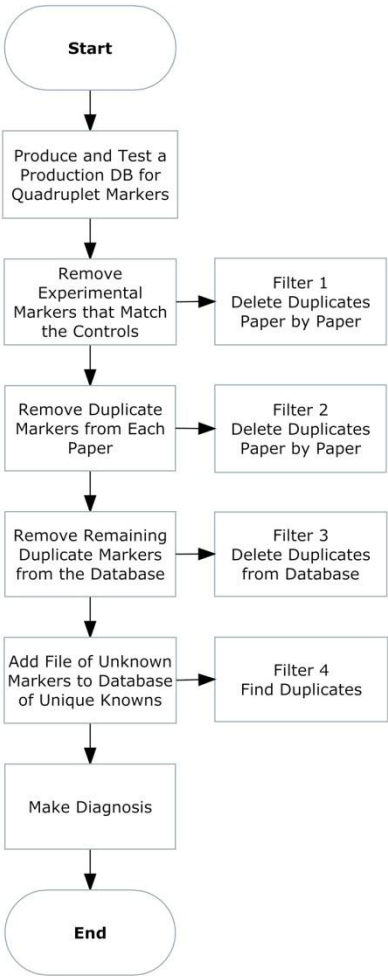 Start
Produce and Test a
Production DB for
Quadruplet Markers
Remove
Experimental
Markers that Match
the Controls
Filter 1
Delete Duplicates
Paper by Paper
Remove Duplicate
Markers from Each
Paper
Filter 2
Delete Duplicates
Paper by Paper
Remove Remaining
Duplicate Markers
from the Database
Filter 3
Delete Duplicates
from Database
Add File of Unknown
Markers to Database
of Unique Knowns
Filter 4
Find Duplicates
Make Diagnosis
End